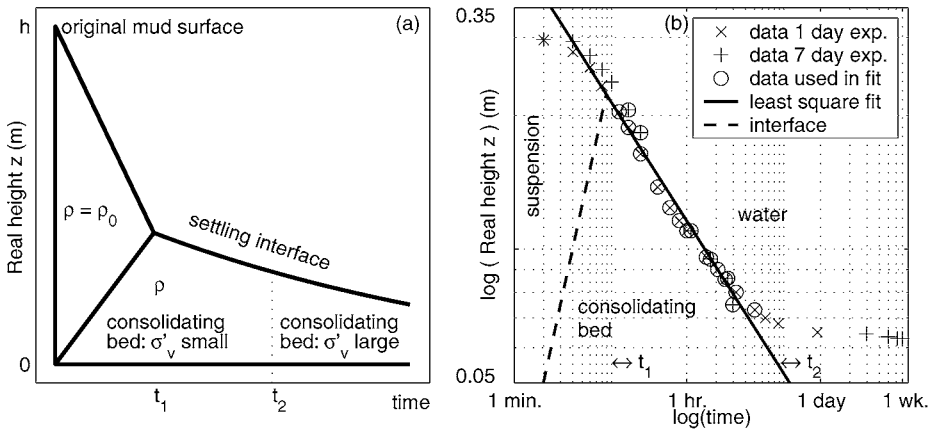 (a)
h
original mud surface
Real height z (m)
ρ = ρ0
settling interface
ρ
consolidating
bed: σ'v small
consolidating
bed: σ'v large
0
t1
t2
time
(b)
0.35
× data 1 day exp.
+ data 7 day exp.
data used in fit
least square fit
interface
log ( Real height z ) (m)
suspension
water
consolidating
bed
↔ t1
↔ t2
0.05
1 min.
1 hr.
1 day
1 wk.
log(time)